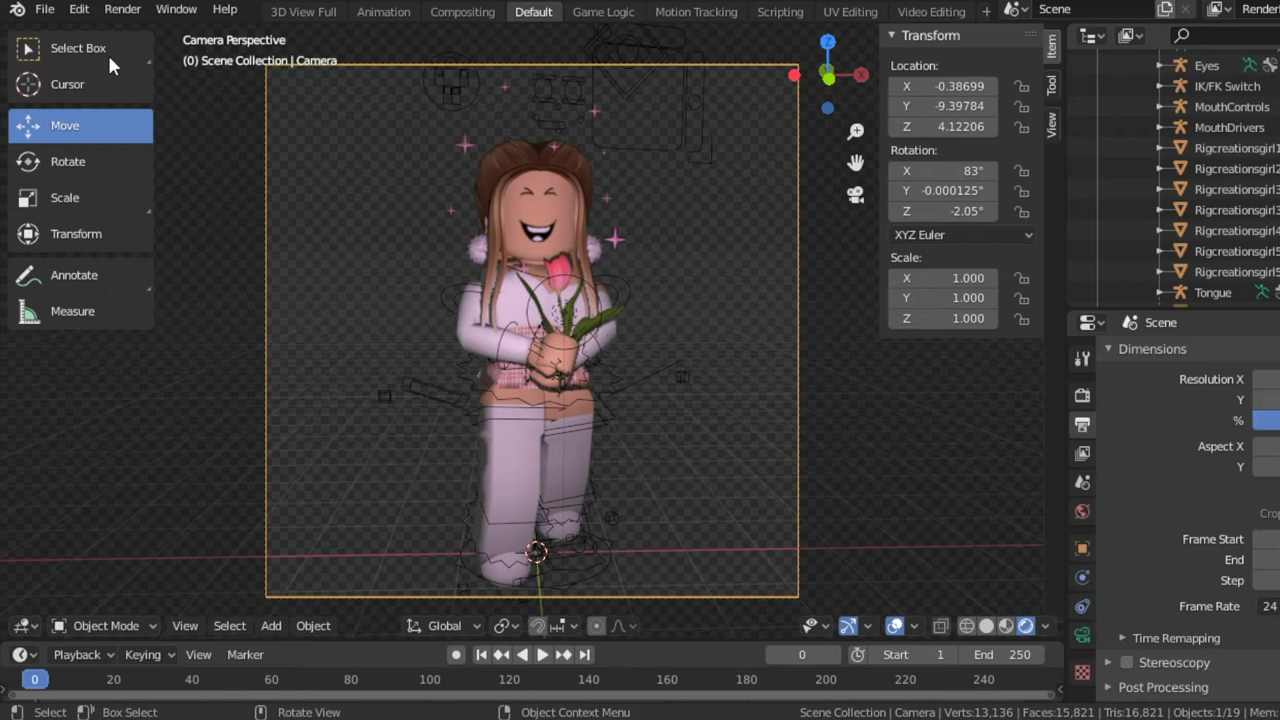 File Edit Render Window Help 3D View Full Animation Compositing Default Game Logic Motion Tracking Scripting UV Editing Video Editing + Scene
Select Box
Cursor
Move
Rotate
Scale
Transform
Annotate
Measure
Camera Perspective
(0) Scene Collection | Camera
Z
X
Transform
Location:
X -0.38699
Y -9.39784
Z 4.12206
Rotation:
X 83°
Y -0.000125°
Z -2.05°
XYZ Euler
Scale:
X 1.000
Y 1.000
Z 1.000
Item
Tool
View
Eyes
IK/FK Switch
MouthControls
MouthDrivers
Rigcreationsgirl
Rigcreationsgirl2
Rigcreationsgirl3
Rigcreationsgirl4
Rigcreationsgirl
Rigcreationsgirl
Tongue
Scene
Dimensions
Resolution X
Y
%
Aspect X
Y
Frame Start
End
Step
Frame Rate 24
Time Remapping
Stereoscopy
Post Processing
Object Mode View Select Add Object Global
Playback Keying View Marker 0 Start 1 End 250
0 20 40 60 80 100 120 140 160 180 200 220 240
Select Box Select Rotate View Object Context Menu Scene Collection | Camera | Verts:13,136 | Faces:15,821 | Tris:16,821 | Objects:1/19 | Mem: